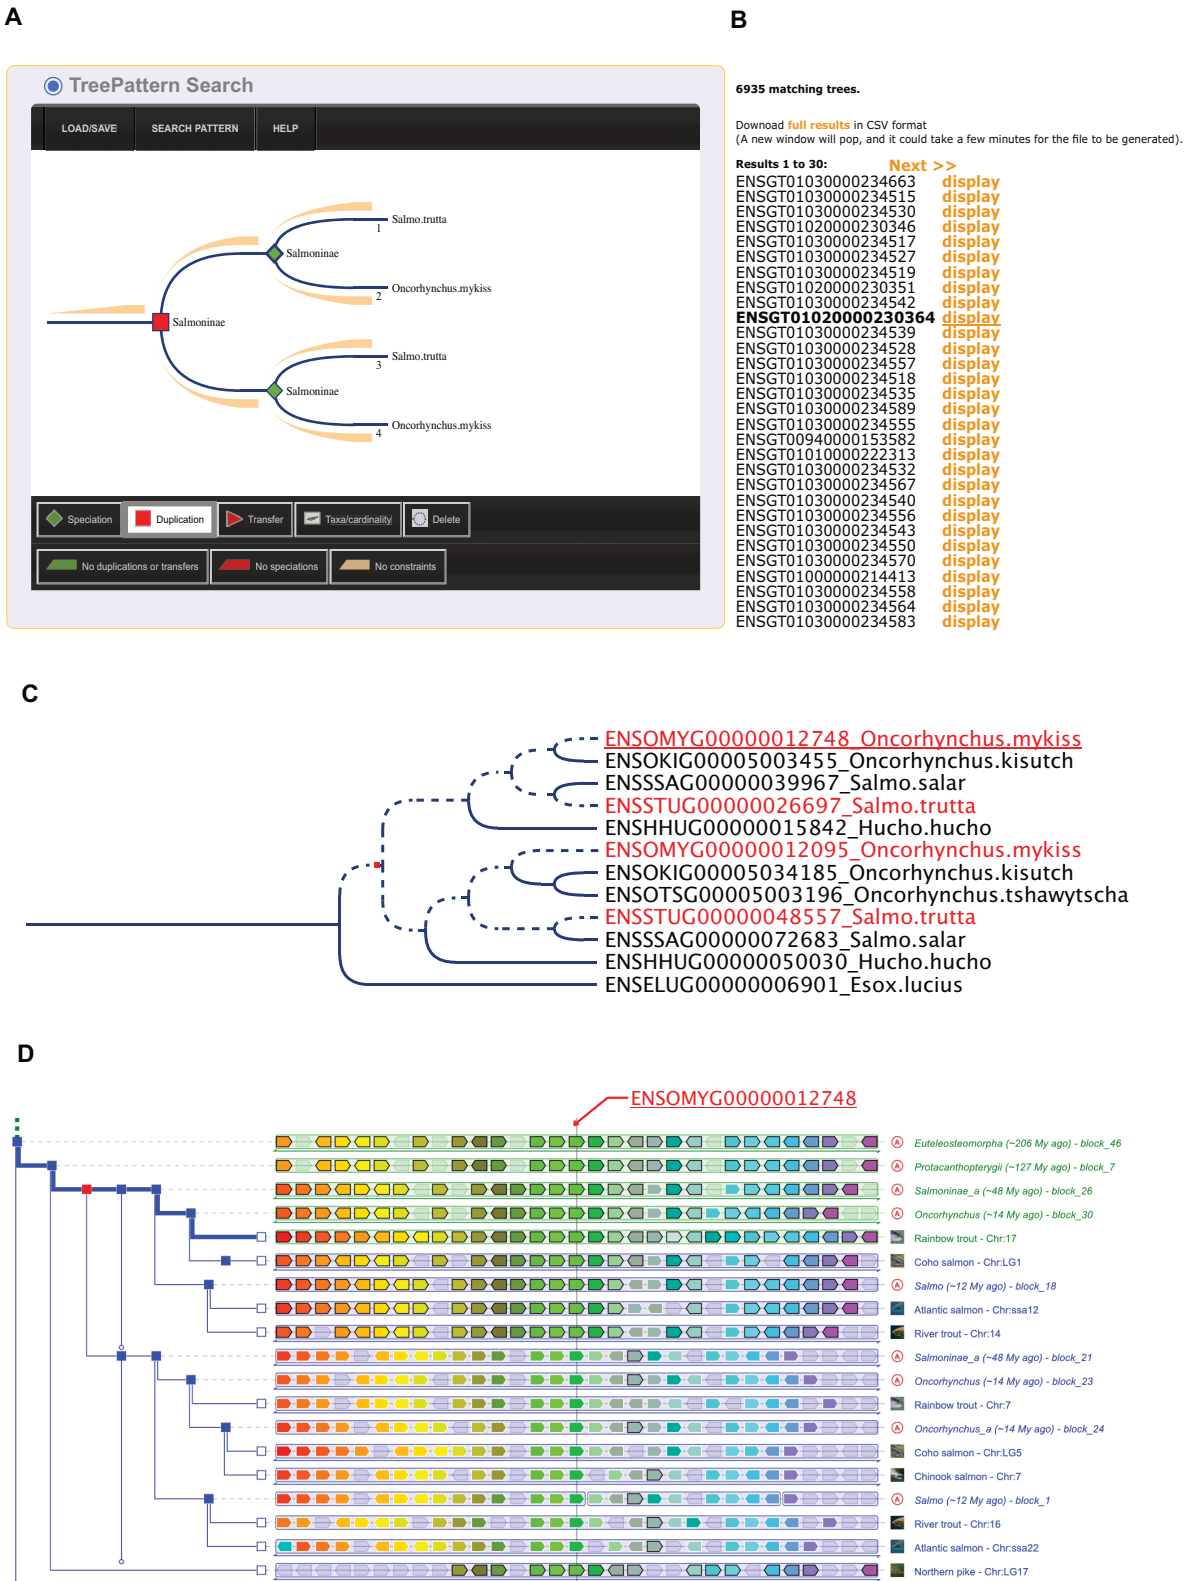 A
B
TreePattern Search
LOAD/SAVE SEARCH PATTERN HELP
Salmo.trutta
1
Salmoninae
Oncorhynchus.mykiss
2
Salmoninae
Salmo.trutta
3
Salmoninae
Oncorhynchus.mykiss
4
Speciation Duplication Transfer Taxa/cardinality Delete
No duplications or transfers No speciations No constraints
6935 matching trees.
Downoad full results in CSV format
(A new window will pop, and it could take a few minutes for the file to be generated).
Results 1 to 30: Next >>
ENSGT01030000234663 display
ENSGT01030000234515 display
ENSGT01030000234530 display
ENSGT01020000230346 display
ENSGT01030000234517 display
ENSGT01030000234527 display
ENSGT01030000234519 display
ENSGT01020000230351 display
ENSGT01030000234542 display
ENSGT01020000230364 display
ENSGT01030000234539 display
ENSGT01030000234528 display
ENSGT01030000234557 display
ENSGT01030000234518 display
ENSGT01030000234535 display
ENSGT01030000234589 display
ENSGT01030000234555 display
ENSGT00940000153582 display
ENSGT01010000222313 display
ENSGT01030000234532 display
ENSGT01030000234567 display
ENSGT01030000234540 display
ENSGT01030000234556 display
ENSGT01030000234543 display
ENSGT01030000234550 display
ENSGT01030000234570 display
ENSGT01000000214413 display
ENSGT01030000234558 display
ENSGT01030000234564 display
ENSGT01030000234583 display
C
ENSOMYG00000012748_Oncorhynchus.mykiss
ENSOKIG00005003455_Oncorhynchus.kisutch
ENSSSAG00000039967_Salmo.salar
ENSSTUG00000026697_Salmo.trutta
ENSHHUG00000015842_Hucho.hucho
ENSOMYG00000012095_Oncorhynchus.mykiss
ENSOKIG00005034185_Oncorhynchus.kisutch
ENSOTSG00005003196_Oncorhynchus.tshawytscha
ENSSTUG00000048557_Salmo.trutta
ENSSSAG00000072683_Salmo.salar
ENSHHUG00000050030_Hucho.hucho
ENSELUG00000006901_Esox.lucius
D
ENSOMYG00000012748
A Euteleosteomorpha (~206 My ago) - block_46
A Protacanthopterygii (~127 My ago) - block_7
A Salmoninae_a (~48 My ago) - block_26
A Oncorhynchus (~14 My ago) - block_30
Rainbow trout - Chr:17
Coho salmon - Chr:LG1
A Salmo (~12 My ago) - block_18
Atlantic salmon - Chr:ssa12
River trout - Chr:14
A Salmoninae_a (~48 My ago) - block_21
A Oncorhynchus (~14 My ago) - block_23
Rainbow trout - Chr:7
A Oncorhynchus_a (~14 My ago) - block_24
Coho salmon - Chr:LG5
Chinook salmon - Chr:7
A Salmo (~12 My ago) - block_1
River trout - Chr:16
Atlantic salmon - Chr:ssa22
Northern pike - Chr:LG17